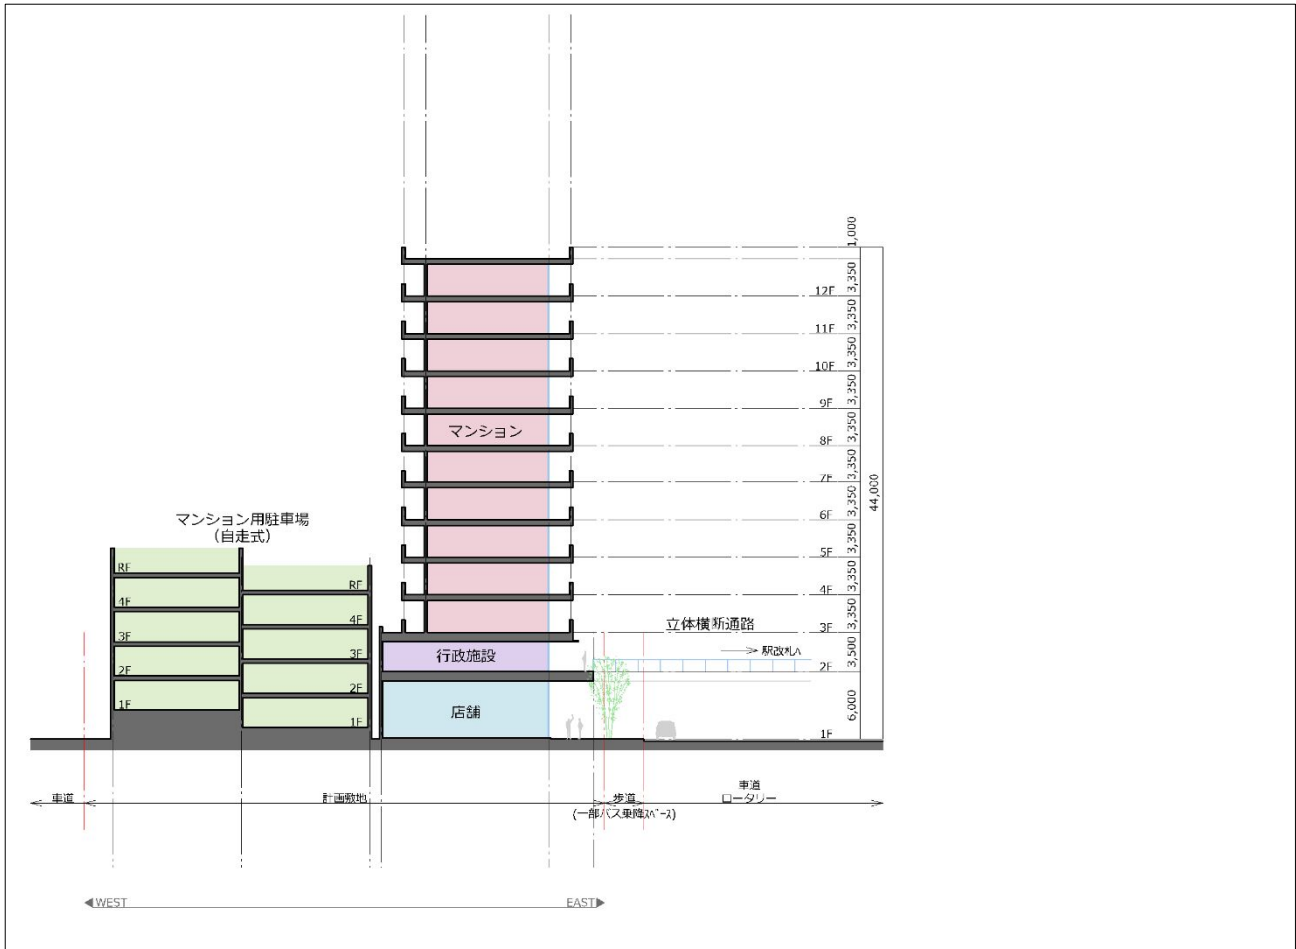 1,000
3,350
12F
3,350
11F
3,350
10F
3,350
9F
3,350
マンション
8F
3,350
7F
3,350
44,000
6F
3,350
5F
3,350
4F
3,350
3F
マンション用駐車場
(自走式)
RF
4F
3F
2F
1F
RF
4F
3F
2F
1F
立体横断通路
駅改札へ
行政施設
3,500
2F
店舗
6,000
1F
車道
計画敷地
歩道
(一部バス乗降スペース)
車道
ロータリー
WEST
EAST